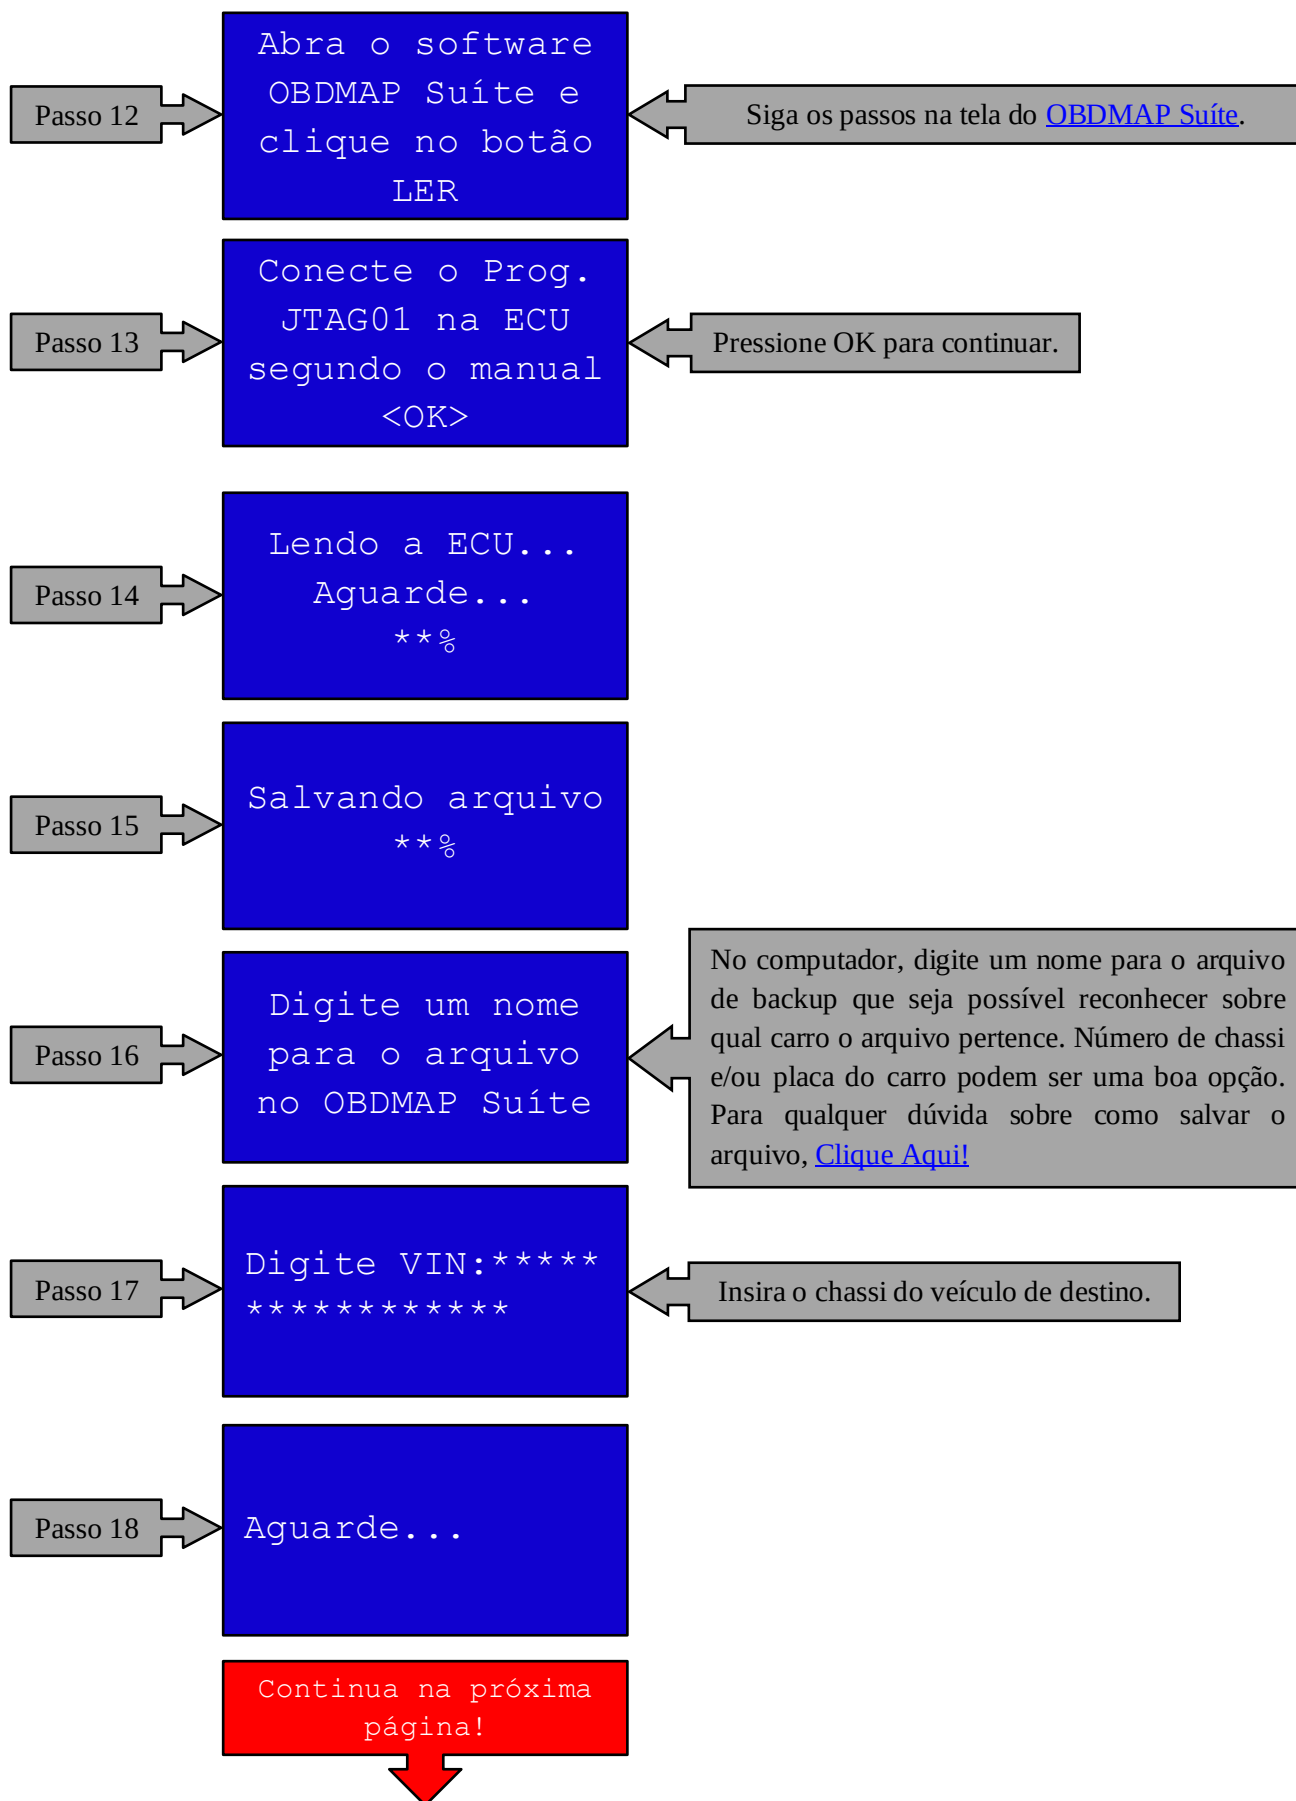 Passo 12
Abra o software
OBDMAP Suíte e
clique no botão
LER
Siga os passos na tela do OBDMAP Suíte.
Passo 13
Conecte o Prog.
JTAG01 na ECU
segundo o manual
<OK>
Pressione OK para continuar.
Passo 14
Lendo a ECU...
Aguarde...
**%
Passo 15
Salvando arquivo
**%
Passo 16
Digite um nome
para o arquivo
no OBDMAP Suíte
No computador, digite um nome para o arquivo
de backup que seja possível reconhecer sobre
qual carro o arquivo pertence. Número de chassi
e/ou placa do carro podem ser uma boa opção.
Para qualquer dúvida sobre como salvar o
arquivo, Clique Aqui!
Passo 17
Digite VIN:*****
************
Insira o chassi do veículo de destino.
Passo 18
Aguarde...
Continua na próxima
página!